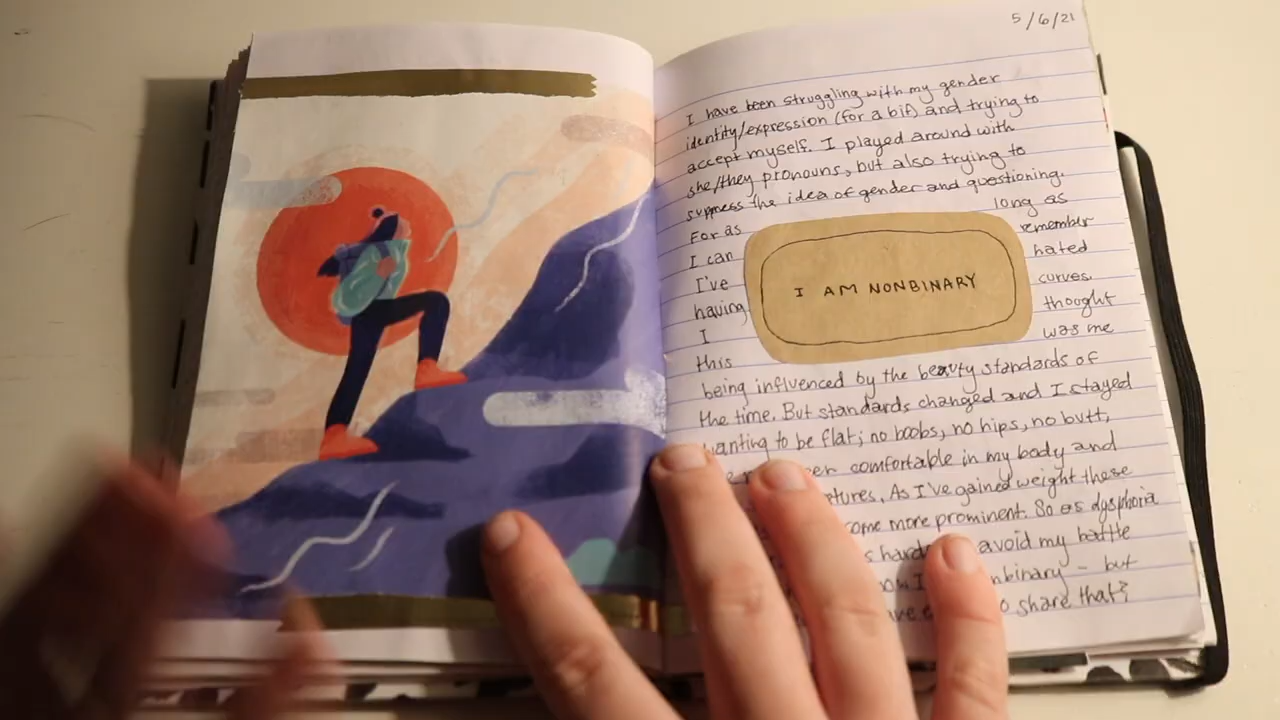 5/6/21
I have been struggling with my gender
identity/expression (for a bit) and trying to
accept myself. I played around with
she/they pronouns, but also trying to
suppress the idea of gender and questioning.
For as long as
I can remember
I've hated
having curves.
I thought
this was me
I AM NONBINARY
being influenced by the beauty standards of
the time. But standards changed and I stayed
wanting to be flat; no boobs, no hips, no butt,
comfortable in my body and
As I've gained weight these
come more prominent. So as dysphoria
avoid my battle
I - but
to share that?